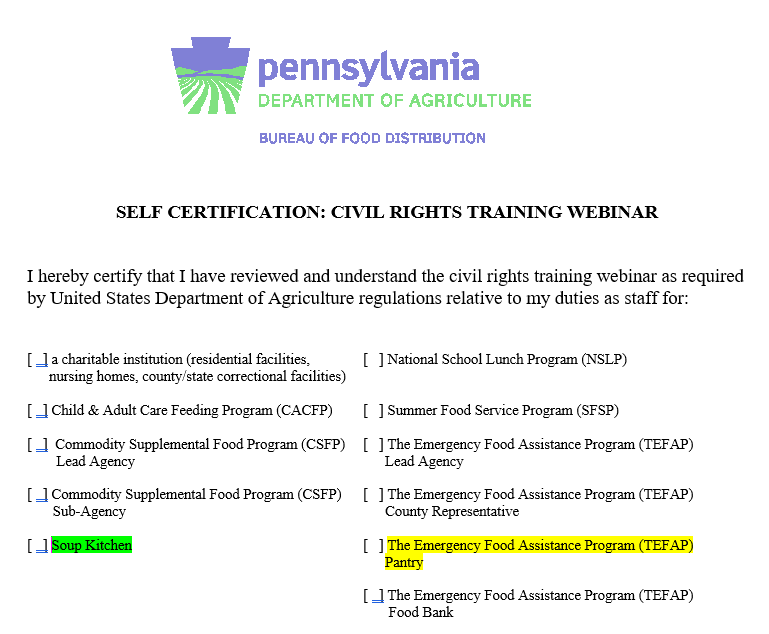 pennsylvania
DEPARTMENT OF AGRICULTURE
BUREAU OF FOOD DISTRIBUTION
SELF CERTIFICATION: CIVIL RIGHTS TRAINING WEBINAR
I hereby certify that I have reviewed and understand the civil rights training webinar as required
by United States Department of Agriculture regulations relative to my duties as staff for:
[ _] a charitable institution (residential facilities,
nursing homes, county/state correctional facilities)
[ _] Child & Adult Care Feeding Program (CACFP)
[ _] Commodity Supplemental Food Program (CSFP)
Lead Agency
[ _] Commodity Supplemental Food Program (CSFP)
Sub-Agency
[ _] Soup Kitchen
[ ] National School Lunch Program (NSLP)
[ ] Summer Food Service Program (SFSP)
[ ] The Emergency Food Assistance Program (TEFAP)
Lead Agency
[ ] The Emergency Food Assistance Program (TEFAP)
County Representative
[ ] The Emergency Food Assistance Program (TEFAP)
Pantry
[ _] The Emergency Food Assistance Program (TEFAP)
Food Bank